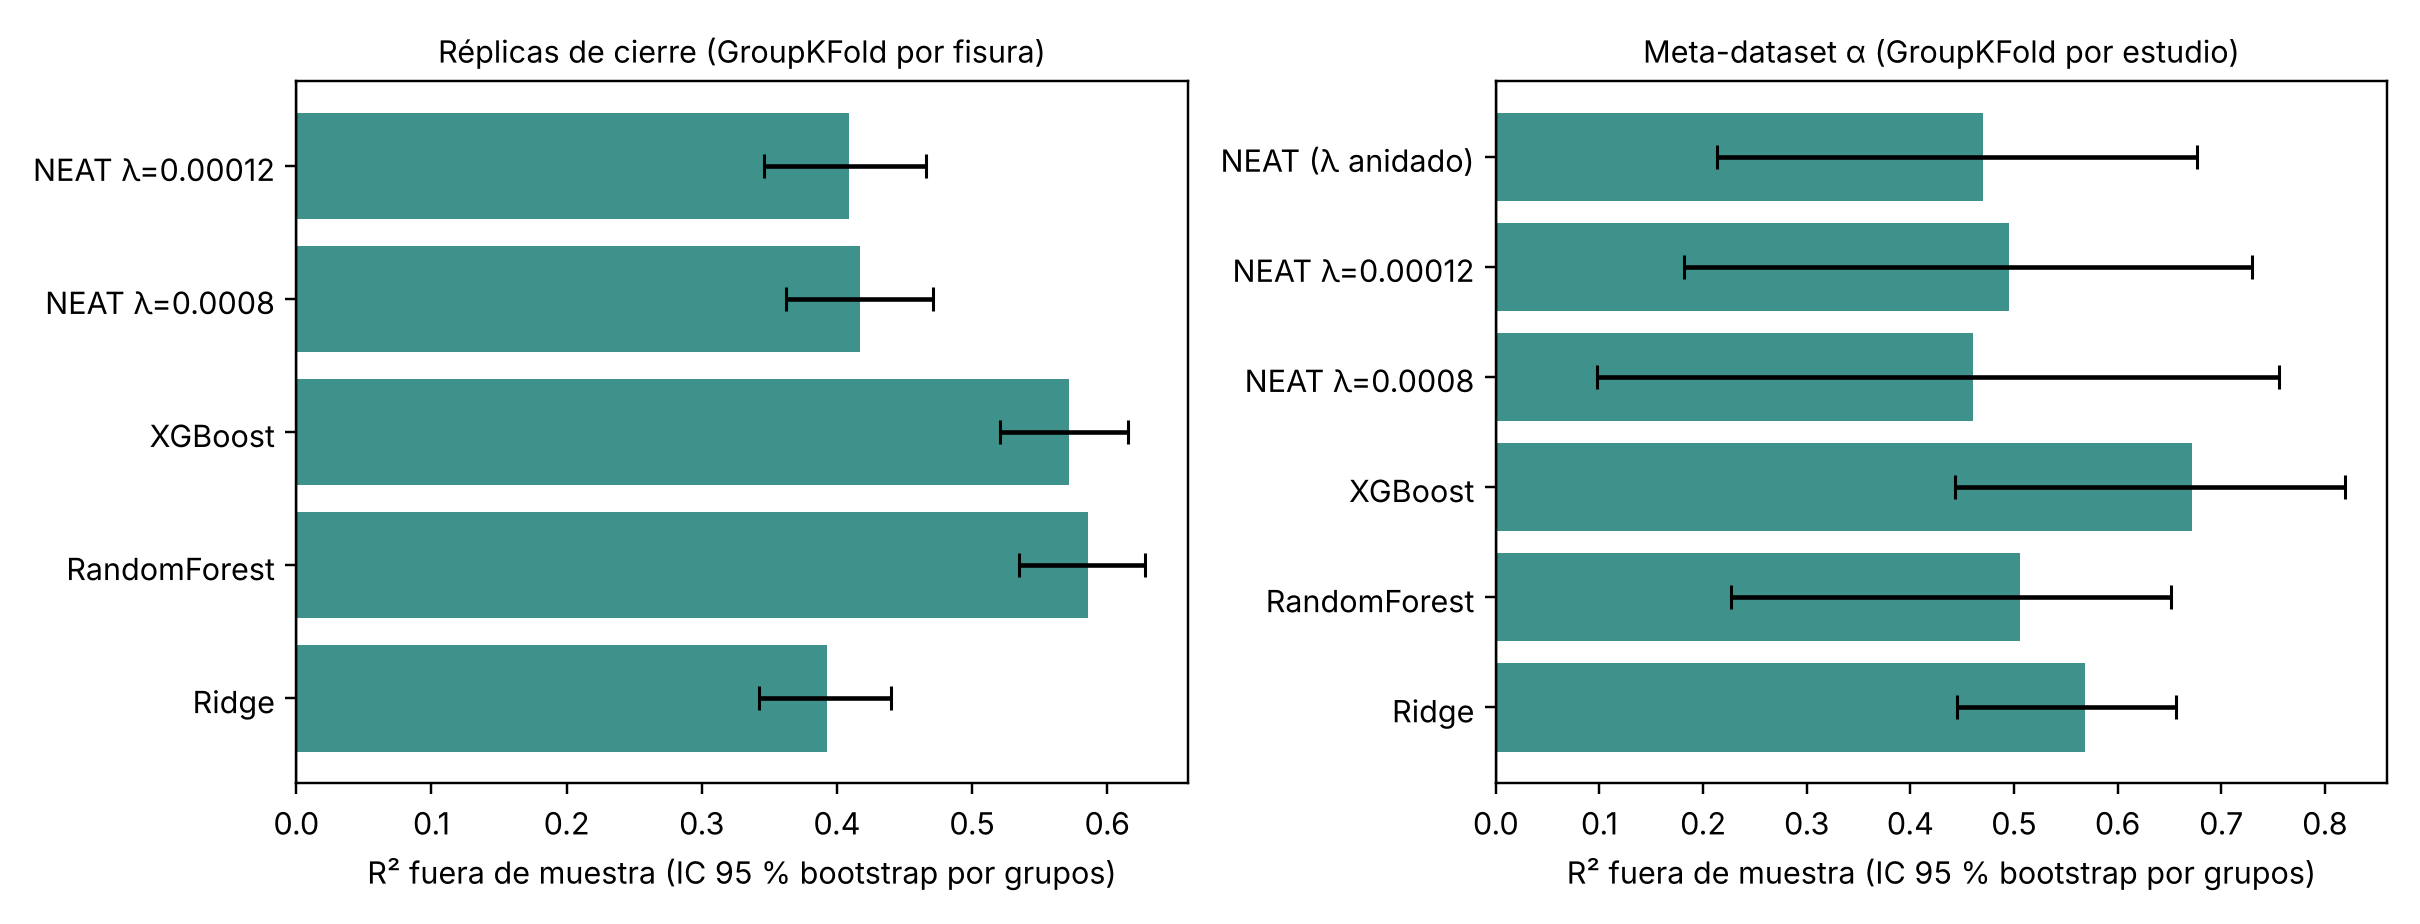 Réplicas de cierre (GroupKFold por fisura)
NEAT λ=0.00012
NEAT λ=0.0008
XGBoost
RandomForest
Ridge
0.0 0.1 0.2 0.3 0.4 0.5 0.6
R² fuera de muestra (IC 95 % bootstrap por grupos)
Meta-dataset α (GroupKFold por estudio)
NEAT (λ anidado)
NEAT λ=0.00012
NEAT λ=0.0008
XGBoost
RandomForest
Ridge
0.0 0.1 0.2 0.3 0.4 0.5 0.6 0.7 0.8
R² fuera de muestra (IC 95 % bootstrap por grupos)